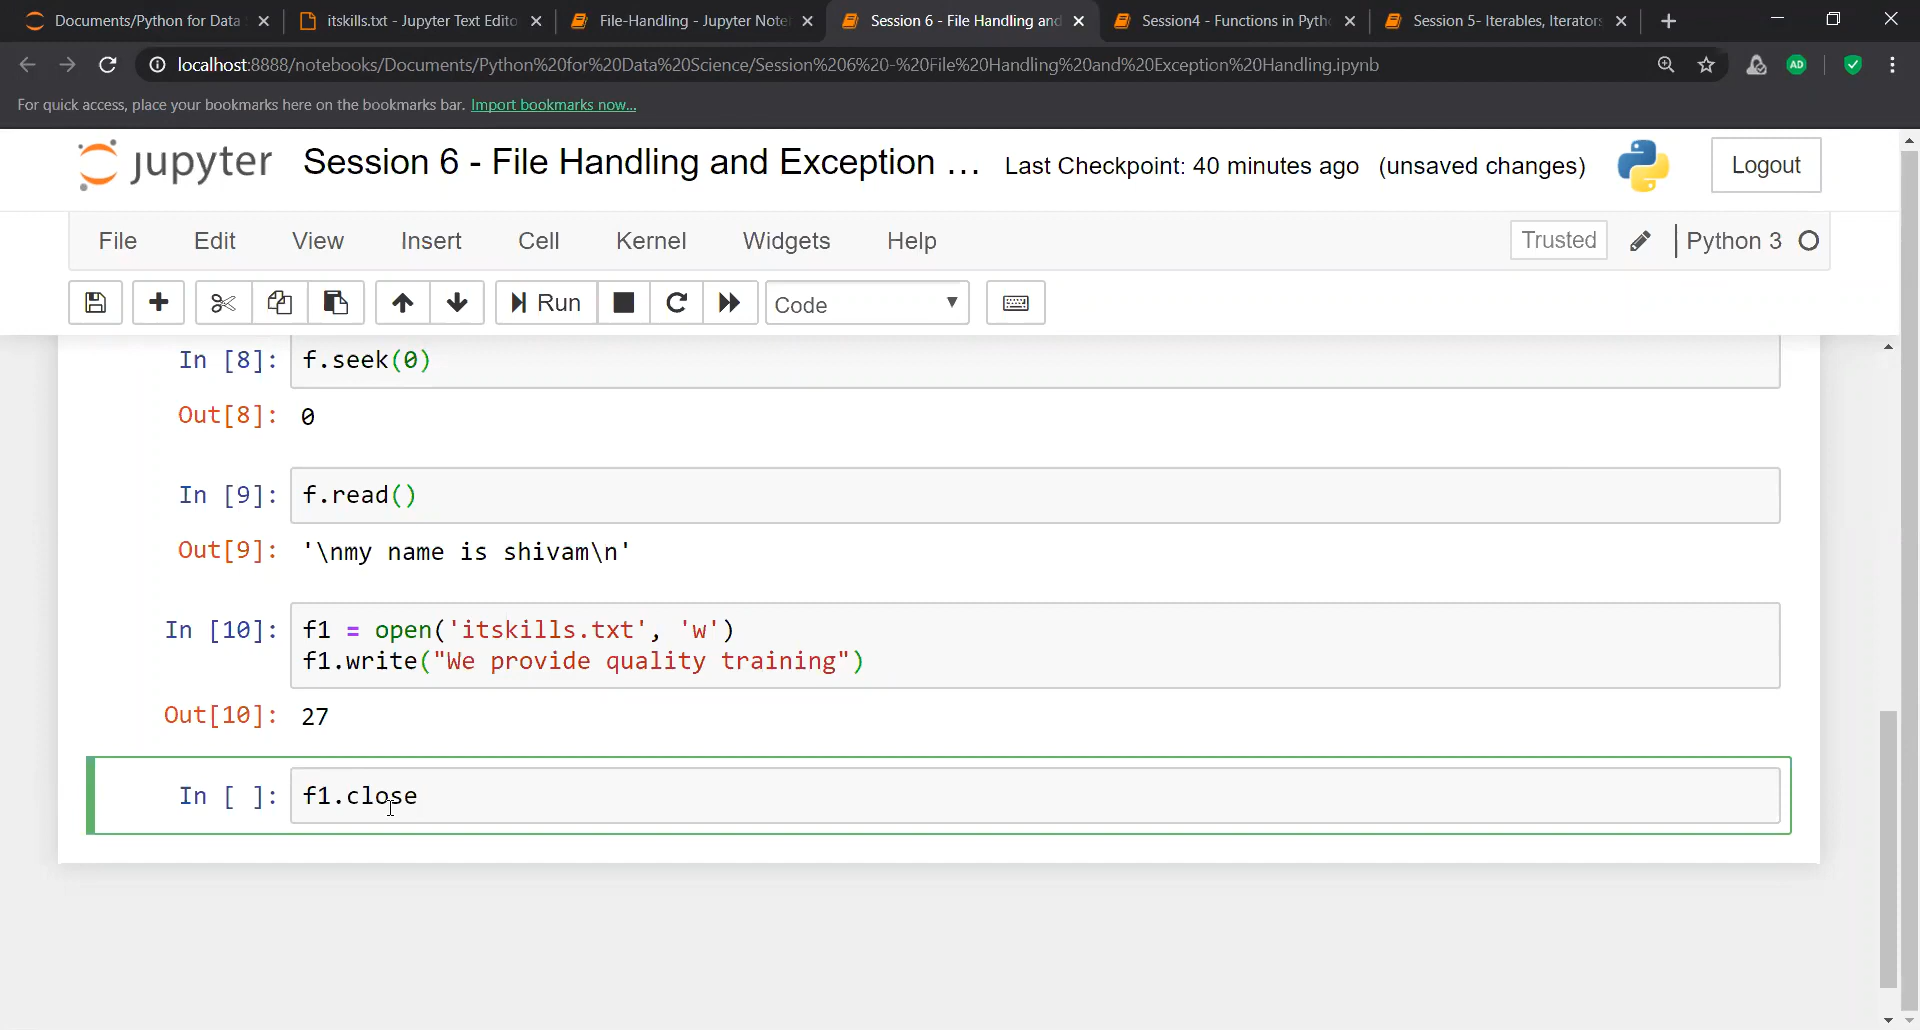 Documents/Python for Data
itskills.txt - Jupyter Text Edito
File-Handling - Jupyter Note
Session 6 - File Handling and
Session4 - Functions in Pyth
Session 5- Iterables, Iterators
localhost:8888/notebooks/Documents/Python%20for%20Data%20Science/Session%206%20-%20File%20Handling%20and%20Exception%20Handling.ipynb
AD
For quick access, place your bookmarks here on the bookmarks bar. Import bookmarks now...
jupyter Session 6 - File Handling and Exception ... Last Checkpoint: 40 minutes ago (unsaved changes) Logout
File Edit View Insert Cell Kernel Widgets Help Trusted Python 3
Run Code
In [8]: f.seek(0)
Out[8]: 0
In [9]: f.read()
Out[9]: '\nmy name is shivam\n'
In [10]: f1 = open('itskills.txt', 'w')
f1.write("We provide quality training")
Out[10]: 27
In [ ]: f1.close